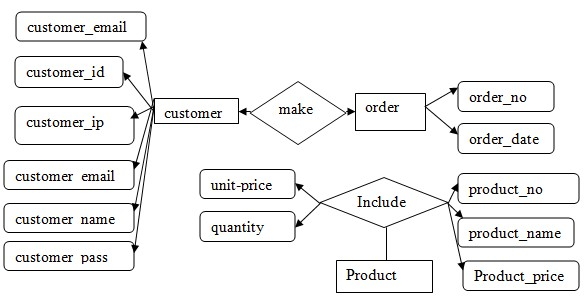 customer_email
customer_id
customer_ip
customer email
customer name
customer pass
customer
make
order
order_no
order_date
unit-price
quantity
Include
product_no
product_name
Product_price
Product